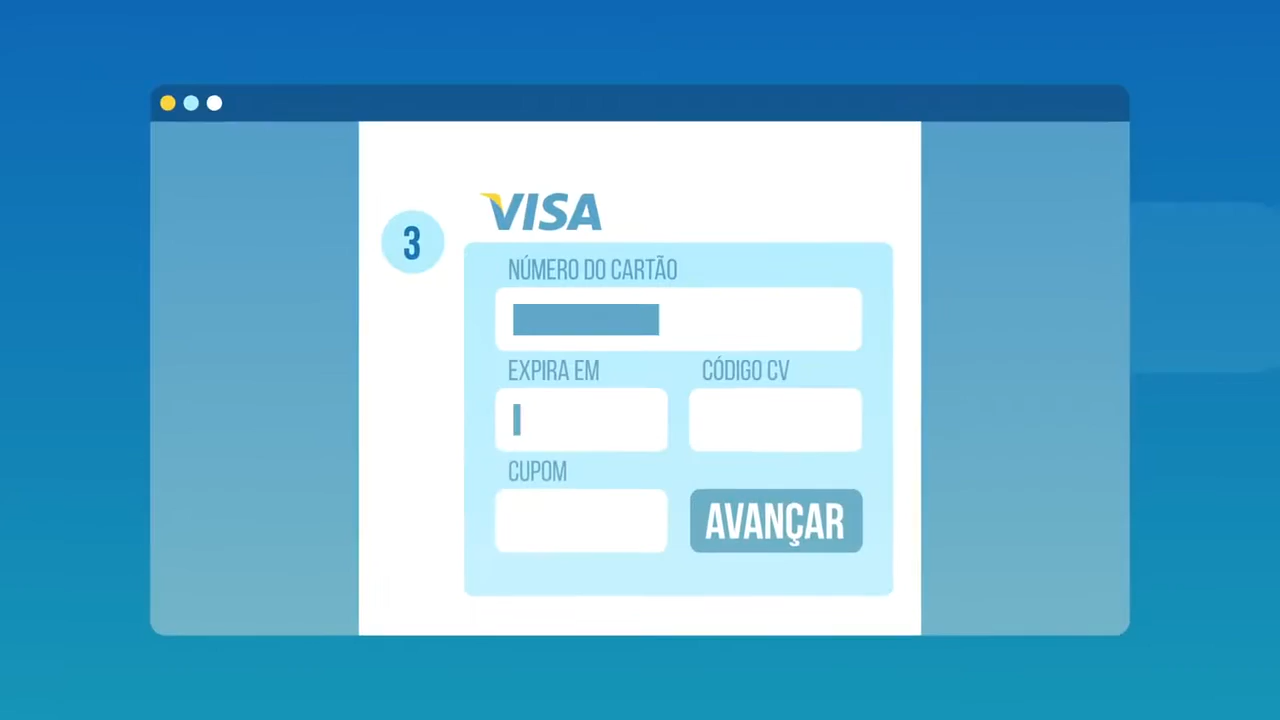 VISA
3
NÚMERO DO CARTÃO
EXPIRA EM
CÓDIGO CV
CUPOM
AVANÇAR